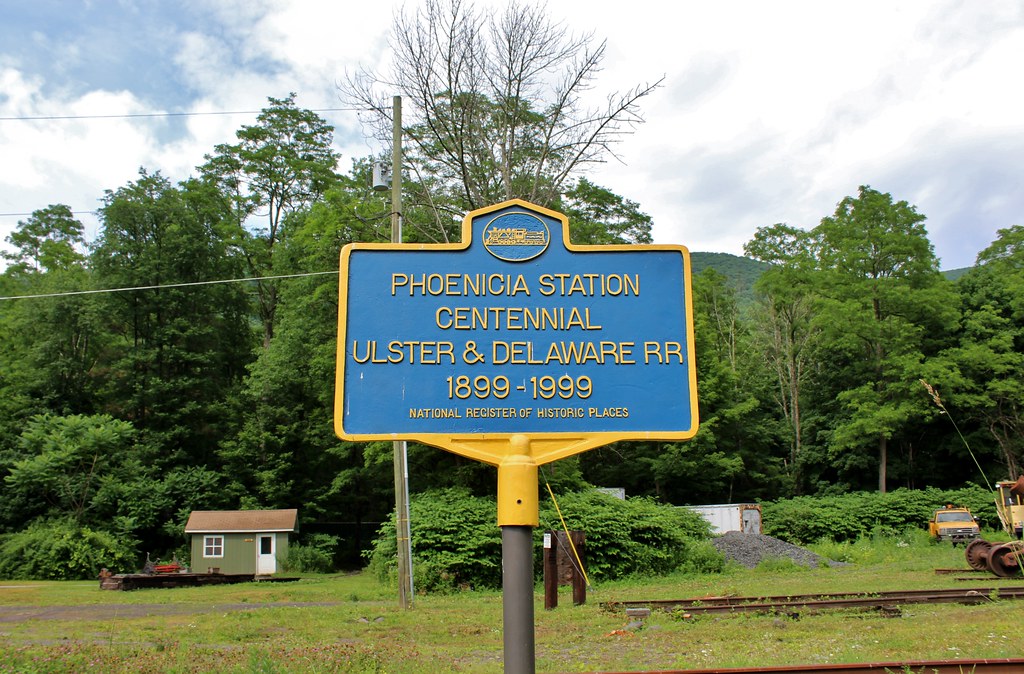 PHOENICIA STATION
CENTENNIAL
ULSTER & DELAWARE RR
1899-1999
NATIONAL REGISTER OF HISTORIC PLACES